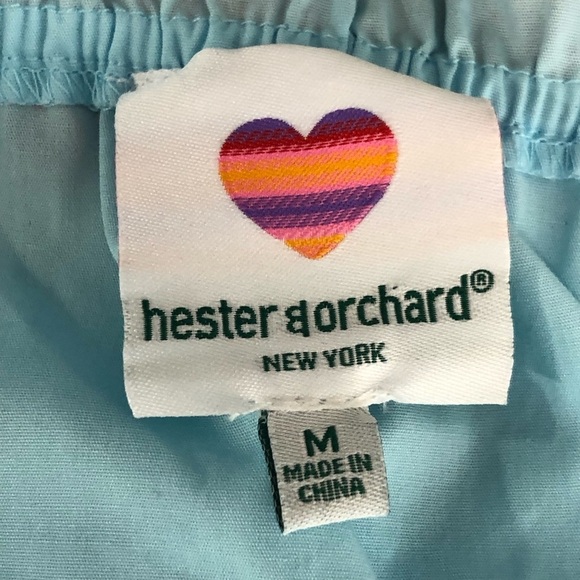 hester & orchard®
NEW YORK
M
MADE IN
CHINA